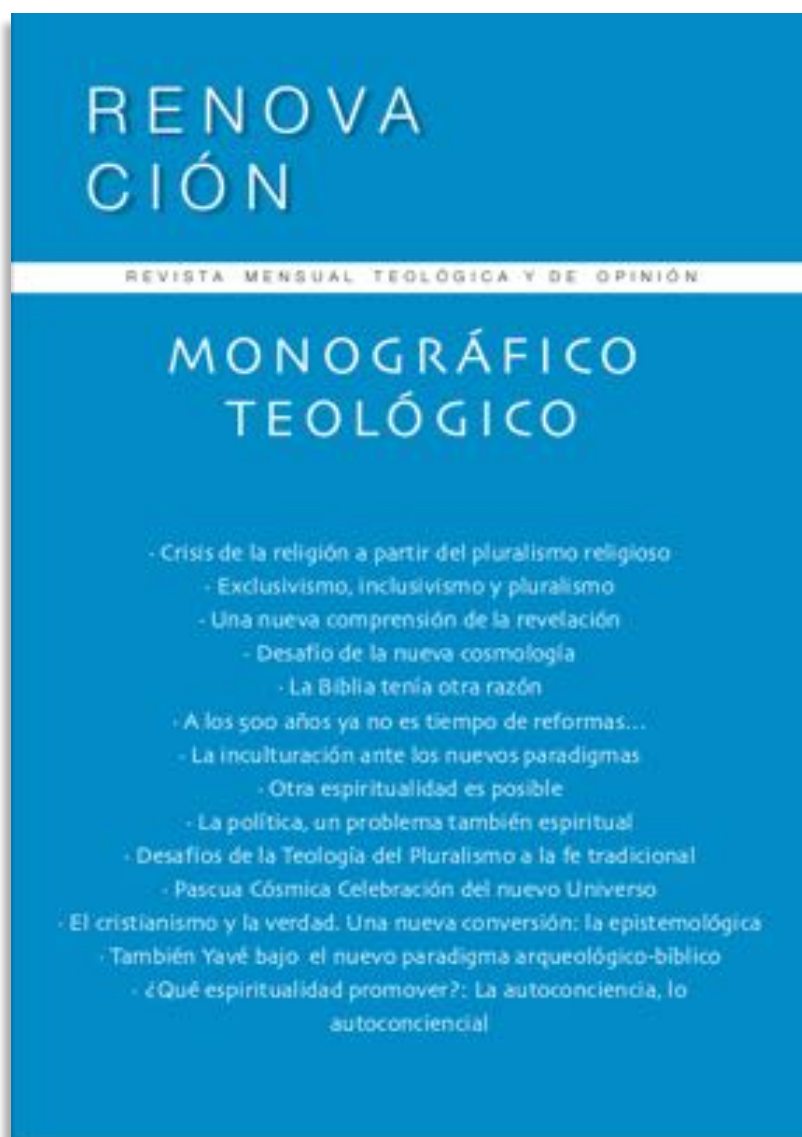 RENOVA
CIÓN
REVISTA MENSUAL TEOLÓGICA Y DE OPINIÓN
MONOGRÁFICO
TEOLÓGICO
· Crisis de la religión a partir del pluralismo religioso
· Exclusivismo, inclusivismo y pluralismo
· Una nueva comprensión de la revelación
· Desafío de la nueva cosmología
· La Biblia tenía otra razón
· A los 500 años ya no es tiempo de reformas...
· La inculturación ante los nuevos paradigmas
· Otra espiritualidad es posible
· La política, un problema también espiritual
· Desafíos de la Teología del Pluralismo a la fe tradicional
· Pascua Cósmica Celebración del nuevo Universo
· El cristianismo y la verdad. Una nueva conversión: la epistemológica
· También Yavé bajo el nuevo paradigma arqueológico-bíblico
· ¿Qué espiritualidad promover?: La autoconciencia, lo
autoconciencial